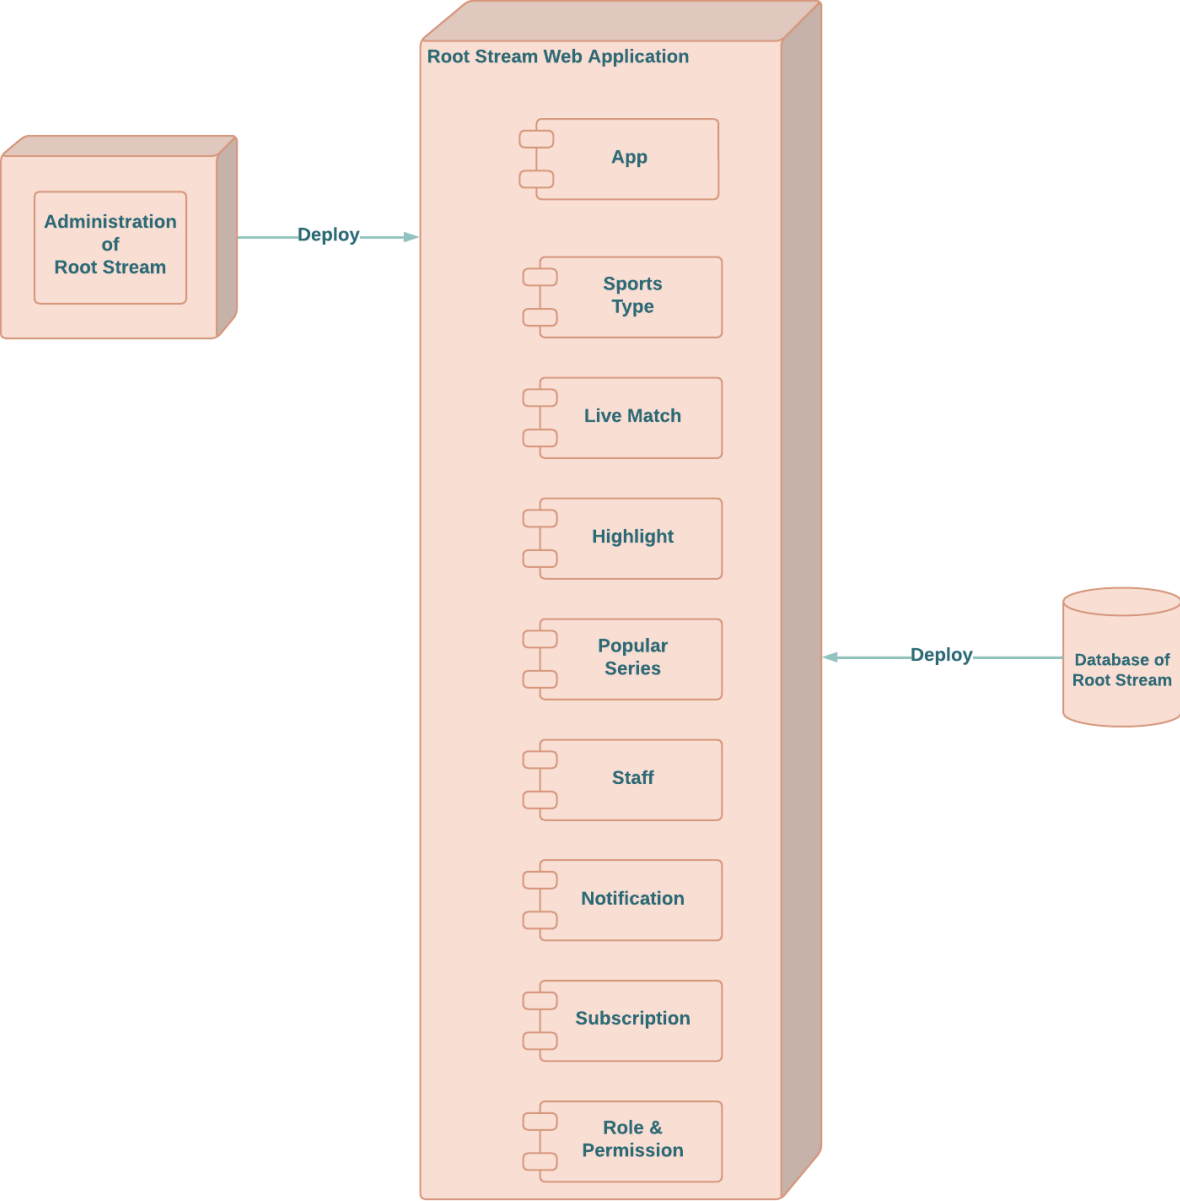 Root Stream Web Application
App
Administration
of
Root Stream
Deploy
Sports
Type
Live Match
Highlight
Popular
Series
Deploy
Database of
Root Stream
Staff
Notification
Subscription
Role &
Permission